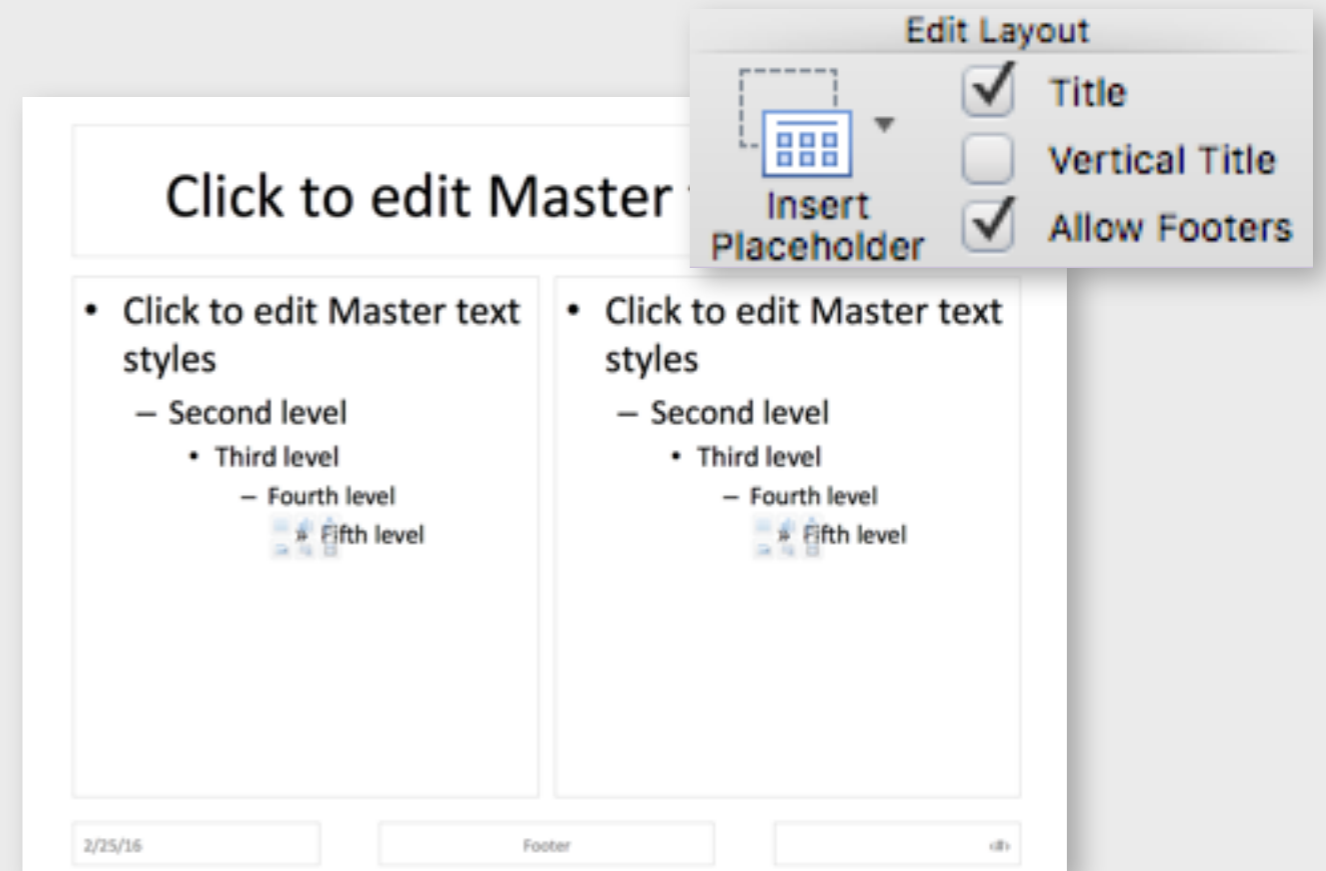 Edit Layout
Title
Vertical Title
Allow Footers
Insert
Placeholder
Click to edit Master
• Click to edit Master text
styles
– Second level
• Third level
– Fourth level
» Fifth level
• Click to edit Master text
styles
– Second level
• Third level
– Fourth level
» Fifth level
2/25/16
Footer
‹#›